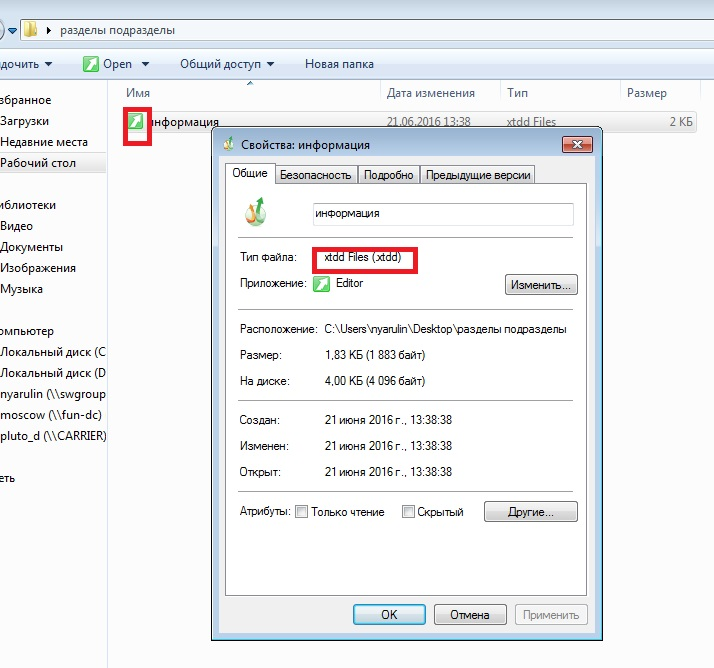 разделы подразделы
дочить Open Общий доступ Новая папка
Имя Дата изменения Тип Размер
информация 21.06.2016 13:38 xtdd Files 2 КБ
збранное
Загрузки
Недавние места
Рабочий стол
иблиотеки
Видео
Документы
Изображения
Музыка
омпьютер
Локальный диск (C
Локальный диск (D
nyarulin (\\swgroup
moscow (\\fun-dc)
pluto_d (\\CARRIER)
еть
Свойства: информация
Общие Безопасность Подробно Предыдущие версии
информация
Тип файла: xtdd Files (.xtdd)
Приложение: Editor Изменить...
Расположение: C:\Users\nyarulin\Desktop\разделы подразделы
Размер: 1,83 КБ (1 883 байт)
На диске: 4,00 КБ (4 096 байт)
Создан: 21 июня 2016 г., 13:38:38
Изменен: 21 июня 2016 г., 13:38:38
Открыт: 21 июня 2016 г., 13:38:38
Атрибуты: Только чтение Скрытый Другие...
OK Отмена Применить